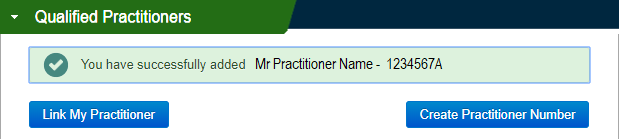 Qualified Practitioners
You have successfully added Mr Practitioner Name - 1234567A
Link My Practitioner
Create Practitioner Number